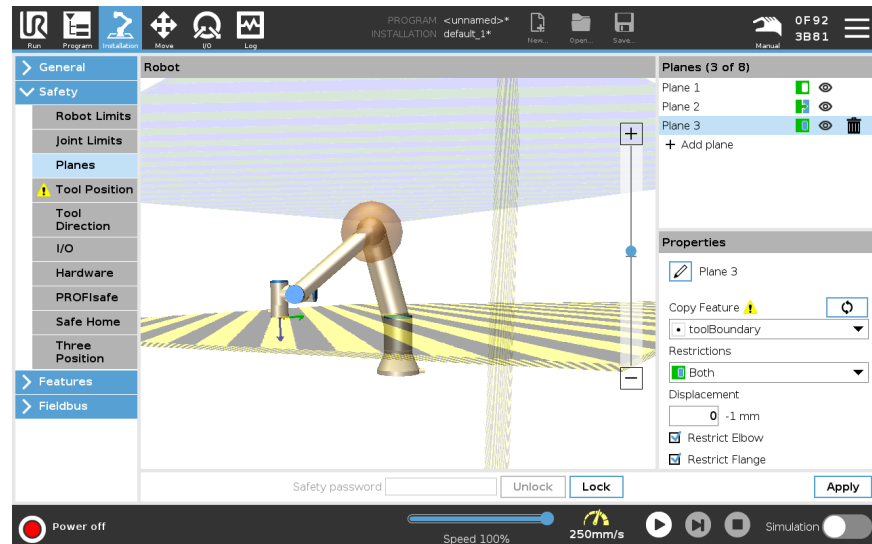 PROGRAM <unnamed>*
INSTALLATION default_1*
Run
Program
Installation
Move
I/O
Log
New...
Open...
Save...
Manual
0F92
3B81
General
Safety
Robot Limits
Joint Limits
Planes
Tool Position
Tool
Direction
I/O
Hardware
PROFIsafe
Safe Home
Three
Position
Features
Fieldbus
Robot
Planes (3 of 8)
Plane 1
Plane 2
Plane 3
+ Add plane
Properties
Plane 3
Copy Feature
toolBoundary
Restrictions
Both
Displacement
0 -1 mm
Restrict Elbow
Restrict Flange
Safety password
Unlock
Lock
Apply
Power off
Speed 100%
250mm/s
Simulation